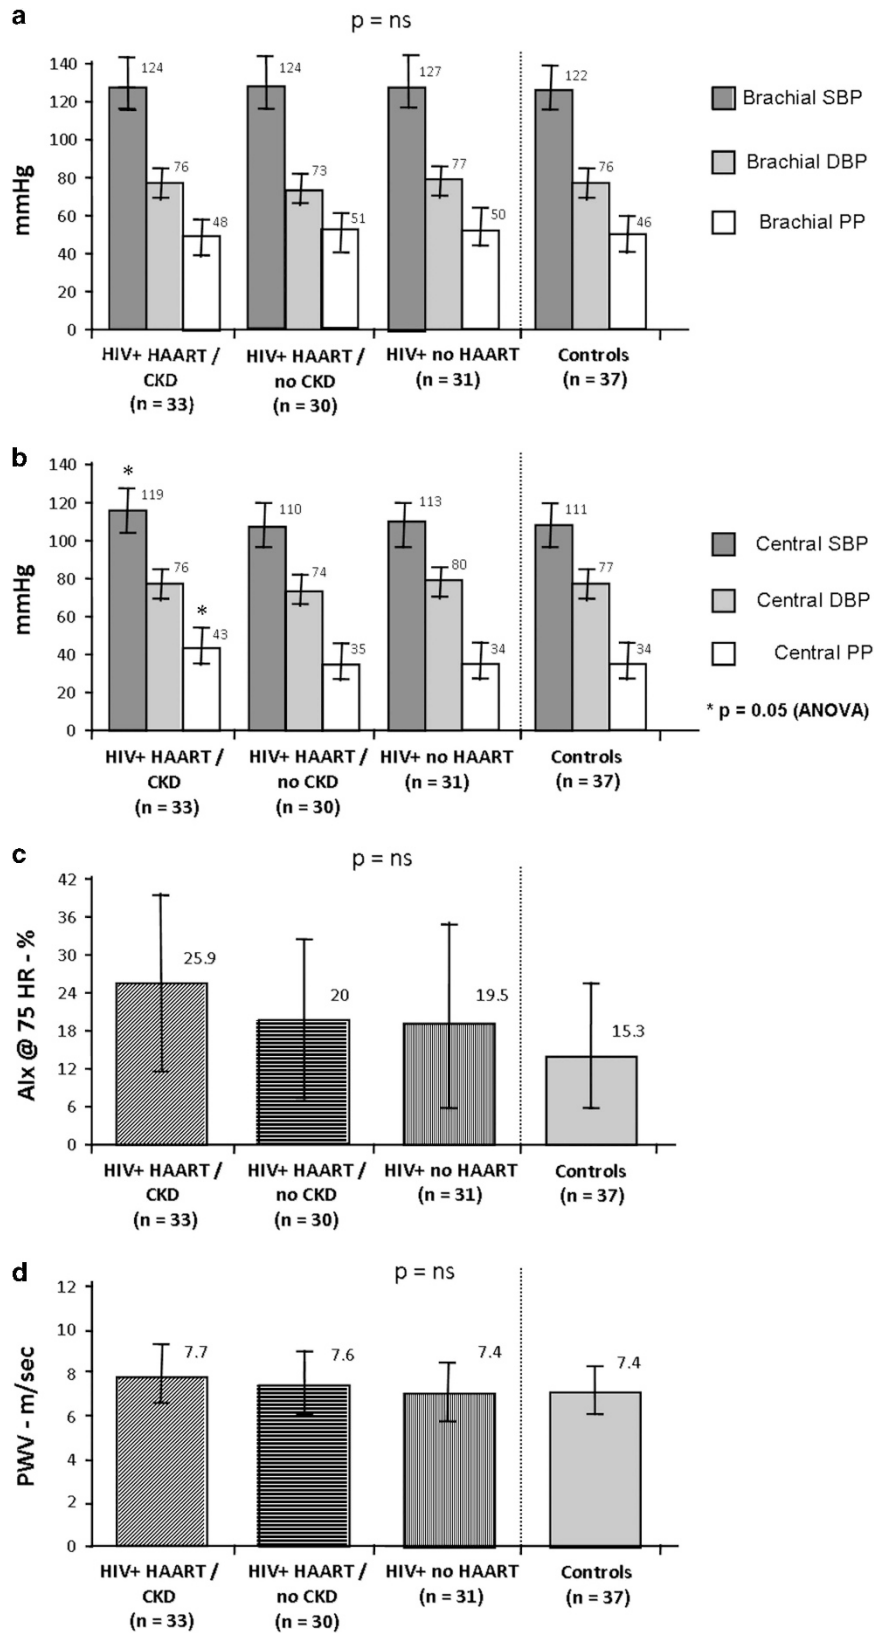 a
p = ns
140
120
100
80
60
40
20
0
mmHg
124
76
48
124
73
51
127
77
50
122
76
46
Brachial SBP
Brachial DBP
Brachial PP
HIV+ HAART / HIV+ HAART / HIV+ no HAART Controls
CKD no CKD (n = 31) (n = 37)
(n = 33) (n = 30)
b
140
120
100
80
60
40
20
0
mmHg
*
119
76
*
43
110
74
35
113
80
34
111
77
34
Central SBP
Central DBP
Central PP
* p = 0.05 (ANOVA)
HIV+ HAART / HIV+ HAART / HIV+ no HAART Controls
CKD no CKD (n = 31) (n = 37)
(n = 33) (n = 30)
c
p = ns
42
36
30
24
18
12
6
0
AIx @ 75 HR - %
25.9
20
19.5
15.3
HIV+ HAART / HIV+ HAART / HIV+ no HAART Controls
CKD no CKD (n = 31) (n = 37)
(n = 33) (n = 30)
d
p = ns
12
10
8
6
4
2
0
PWV - m/sec
7.7
7.6
7.4
7.4
HIV+ HAART / HIV+ HAART / HIV+ no HAART Controls
CKD no CKD (n = 31) (n = 37)
(n = 33) (n = 30)